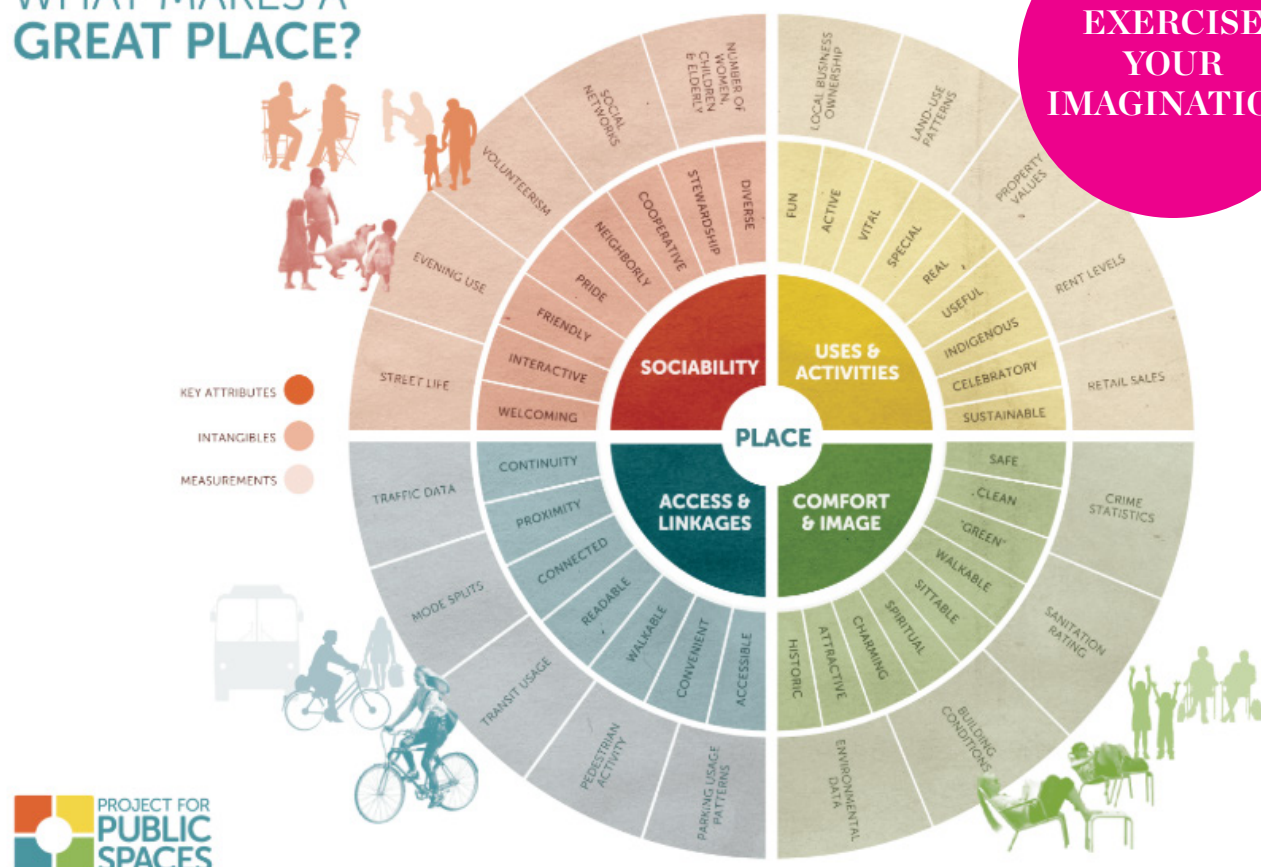 WHAT MAKES A
GREAT PLACE?
EXERCISE
YOUR
IMAGINATIO
KEY ATTRIBUTES
INTANGIBLES
MEASUREMENTS
PLACE
SOCIABILITY
WELCOMING
INTERACTIVE
FRIENDLY
PRIDE
NEIGHBORLY
COOPERATIVE
STEWARDSHIP
DIVERSE
STREET LIFE
EVENING USE
VOLUNTEERISM
SOCIAL
NETWORKS
NUMBER OF
WOMEN,
CHILDREN
& ELDERLY
USES &
ACTIVITIES
FUN
ACTIVE
VITAL
SPECIAL
REAL
USEFUL
INDIGENOUS
CELEBRATORY
SUSTAINABLE
LOCAL BUSINESS
OWNERSHIP
LAND-USE
PATTERNS
PROPERTY
VALUES
RENT LEVELS
RETAIL SALES
COMFORT
& IMAGE
SAFE
CLEAN
"GREEN"
WALKABLE
SITTABLE
SPIRITUAL
CHARMING
ATTRACTIVE
HISTORIC
CRIME
STATISTICS
SANITATION
RATING
BUILDING
CONDITIONS
ENVIRONMENTAL
DATA
ACCESS &
LINKAGES
CONTINUITY
PROXIMITY
CONNECTED
READABLE
WALKABLE
CONVENIENT
ACCESSIBLE
TRAFFIC DATA
MODE SPLITS
TRANSIT USAGE
PEDESTRIAN
ACTIVITY
PARKING USAGE
PATTERNS
PROJECT FOR
PUBLIC
SPACES